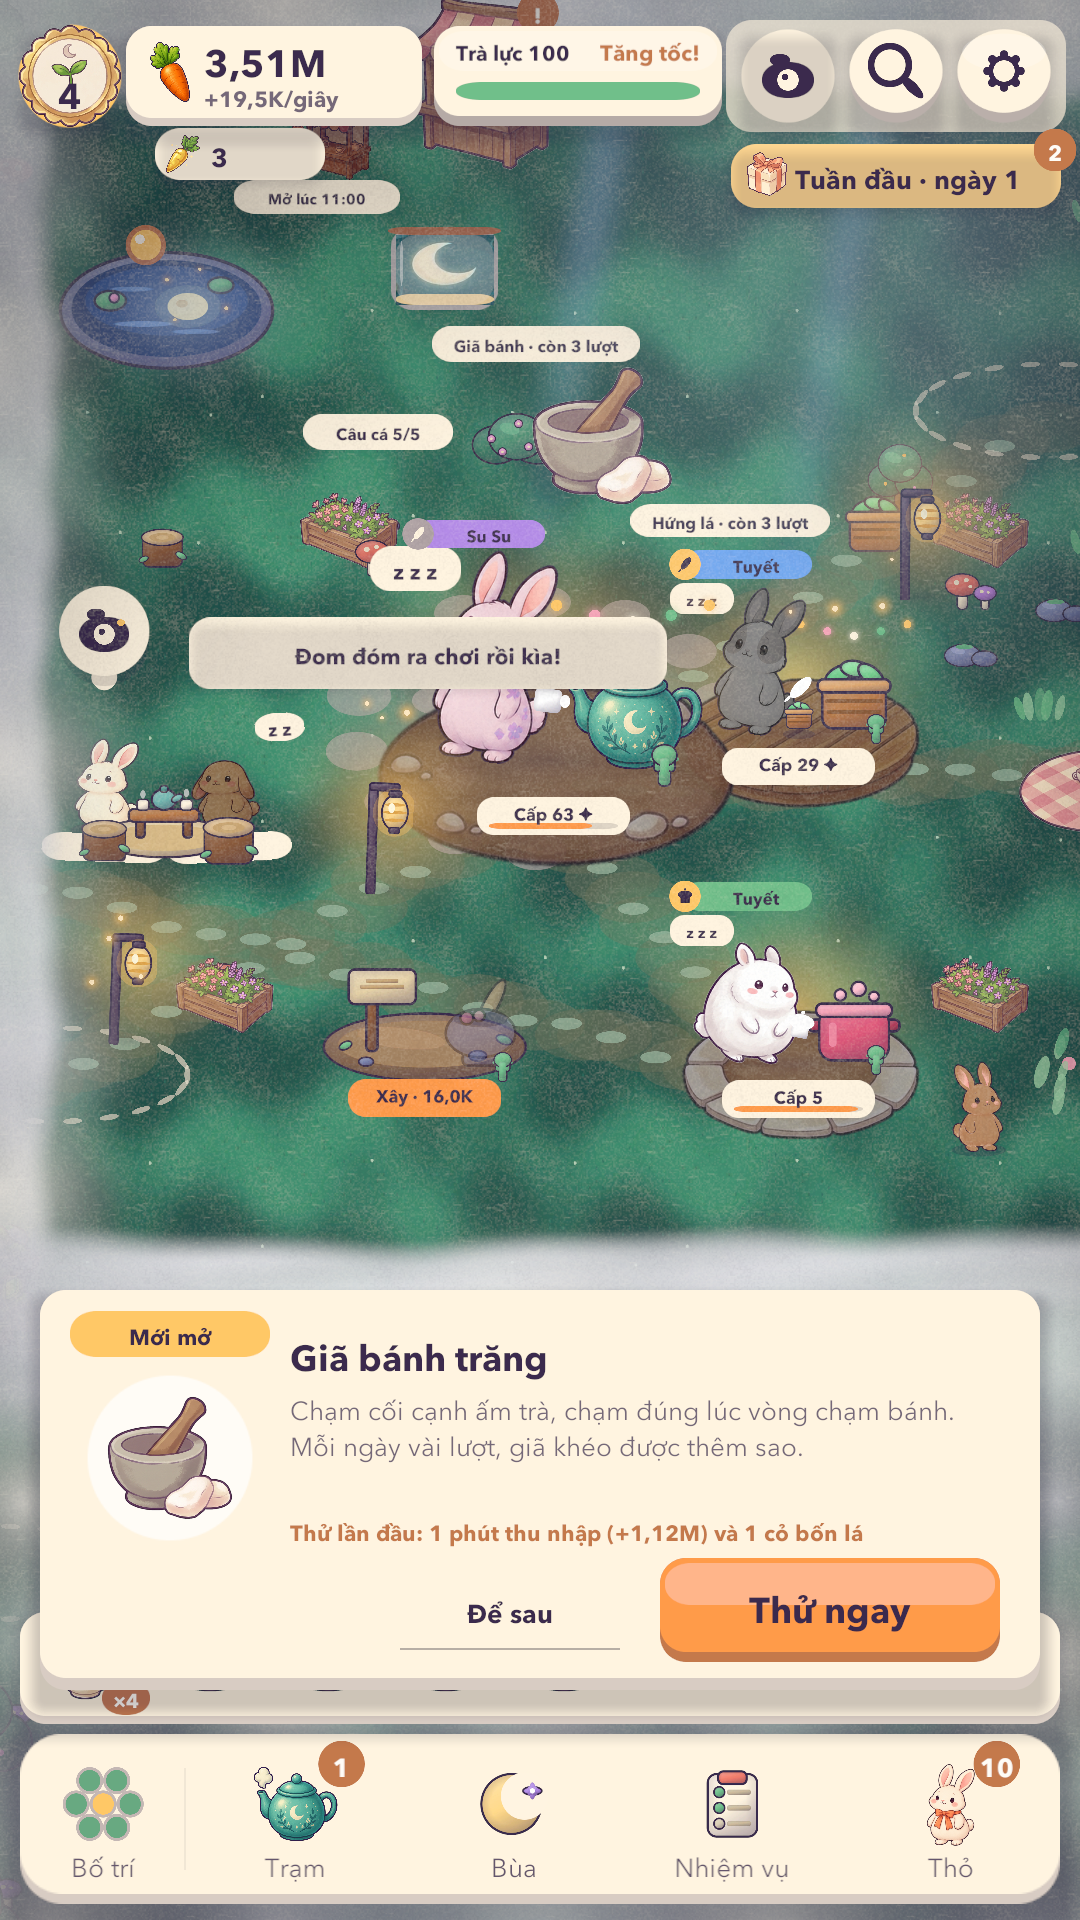 4
3,51M
+19,5K/giây
Trà lực 100
Tăng tốc!
!
3
Mở lúc 11:00
2
Tuần đầu · ngày 1
Giã bánh · còn 3 lượt
Câu cá 5/5
Hứng lá · còn 3 lượt
Su Su
z z z
Tuyết
z z z
Đom đóm ra chơi rồi kìa!
z z
Cấp 29
Cấp 63
Tuyết
z z z
Xây · 16,0K
Cấp 5
Mới mở
Giã bánh trăng
Chạm cối cạnh ấm trà, chạm đúng lúc vòng chạm bánh.
Mỗi ngày vài lượt, giã khéo được thêm sao.
Thử lần đầu: 1 phút thu nhập (+1,12M) và 1 cỏ bốn lá
Để sau
Thử ngay
x4
1
10
Bố trí
Trạm
Bùa
Nhiệm vụ
Thỏ